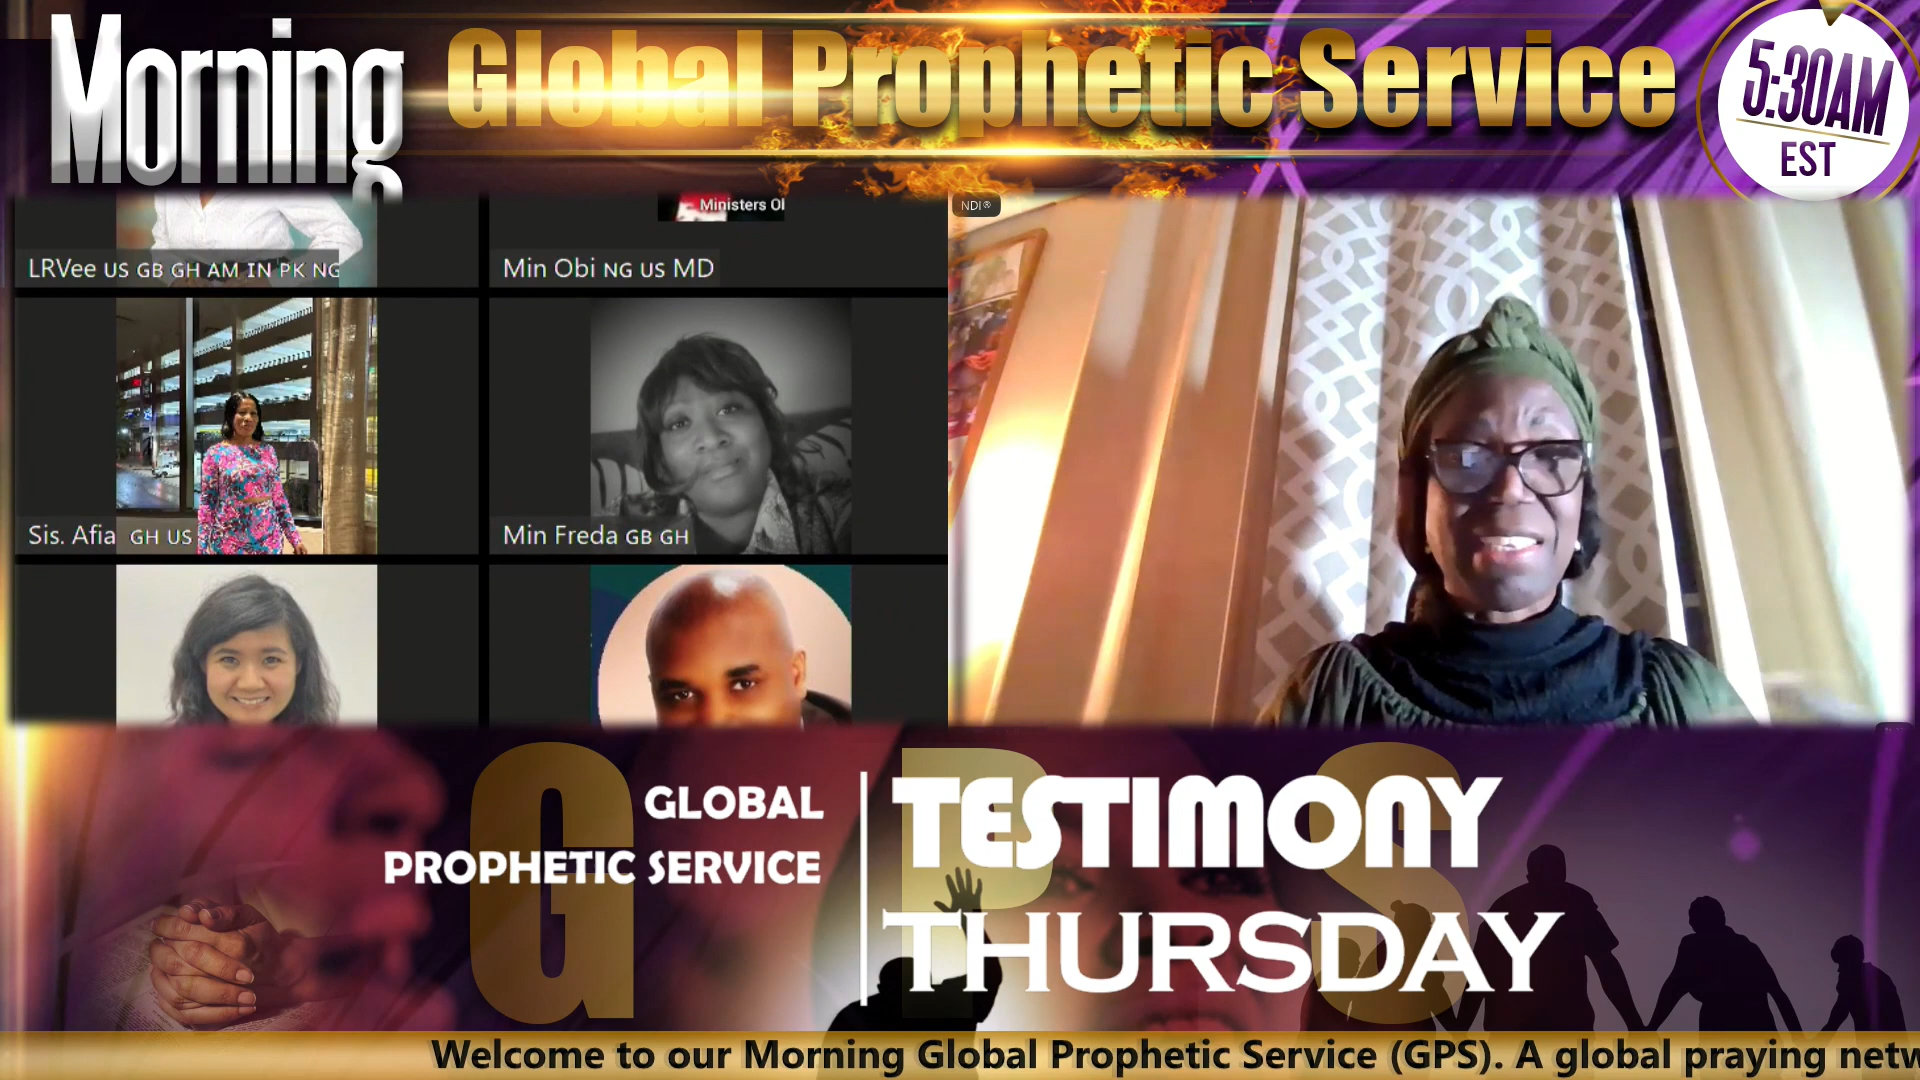 Morning
Global Prophetic Service
5:30AM
EST
Ministers Of
NDI®
LRVee US GB GH AM IN PK NG
Min Obi NG US MD
Sis. Afia GH US
Min Freda GB GH
G P S
GLOBAL
PROPHETIC SERVICE
TESTIMONY
THURSDAY
Welcome to our Morning Global Prophetic Service (GPS). A global praying netw